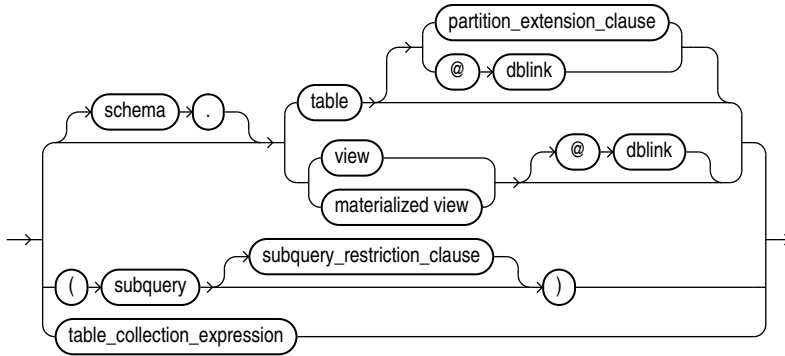 partition_extension_clause
@ dblink
schema . table
view @ dblink
materialized view
subquery_restriction_clause
( subquery )
table_collection_expression